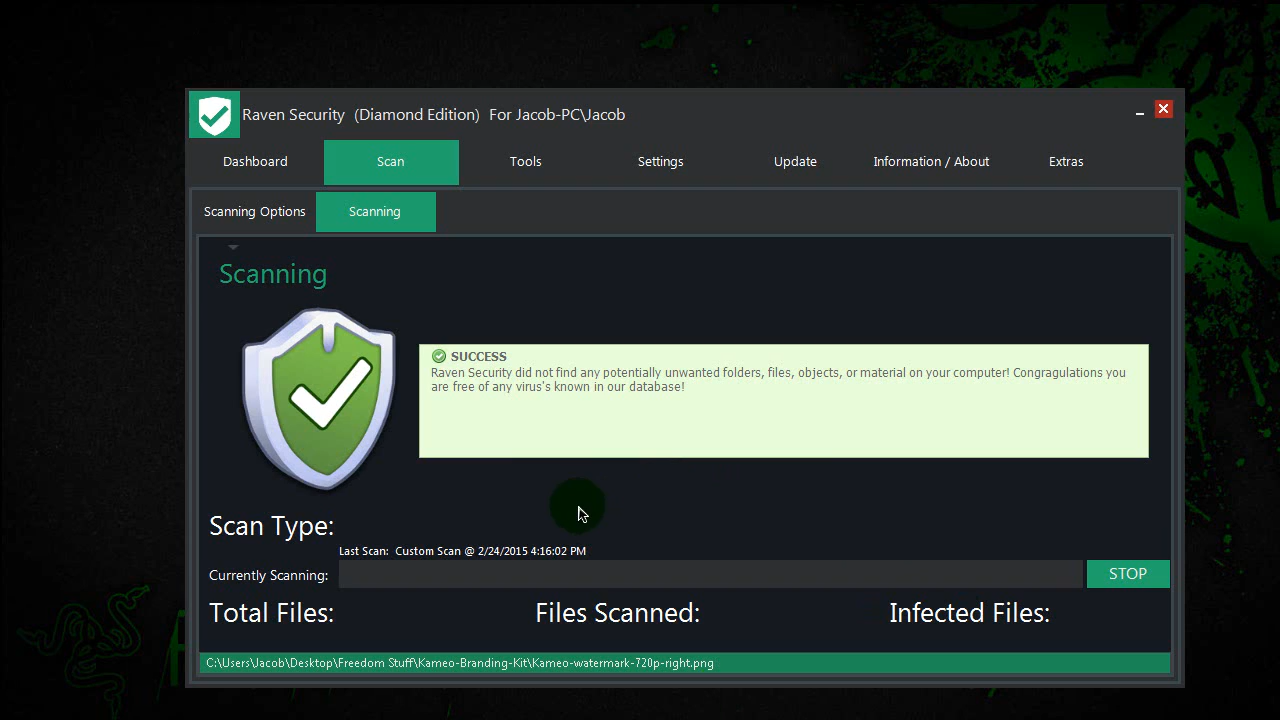 Raven Security (Diamond Edition) For Jacob-PC\Jacob
Dashboard Scan Tools Settings Update Information / About Extras
Scanning Options Scanning
Scanning
SUCCESS
Raven Security did not find any potentially unwanted folders, files, objects, or material on your computer! Congragulations you
are free of any virus's known in our database!
Scan Type:
Last Scan: Custom Scan @ 2/24/2015 4:16:02 PM
Currently Scanning: STOP
Total Files: Files Scanned: Infected Files:
C:\Users\Jacob\Desktop\Freedom Stuff\Kameo-Branding-Kit\Kameo-watermark-720p-right.png